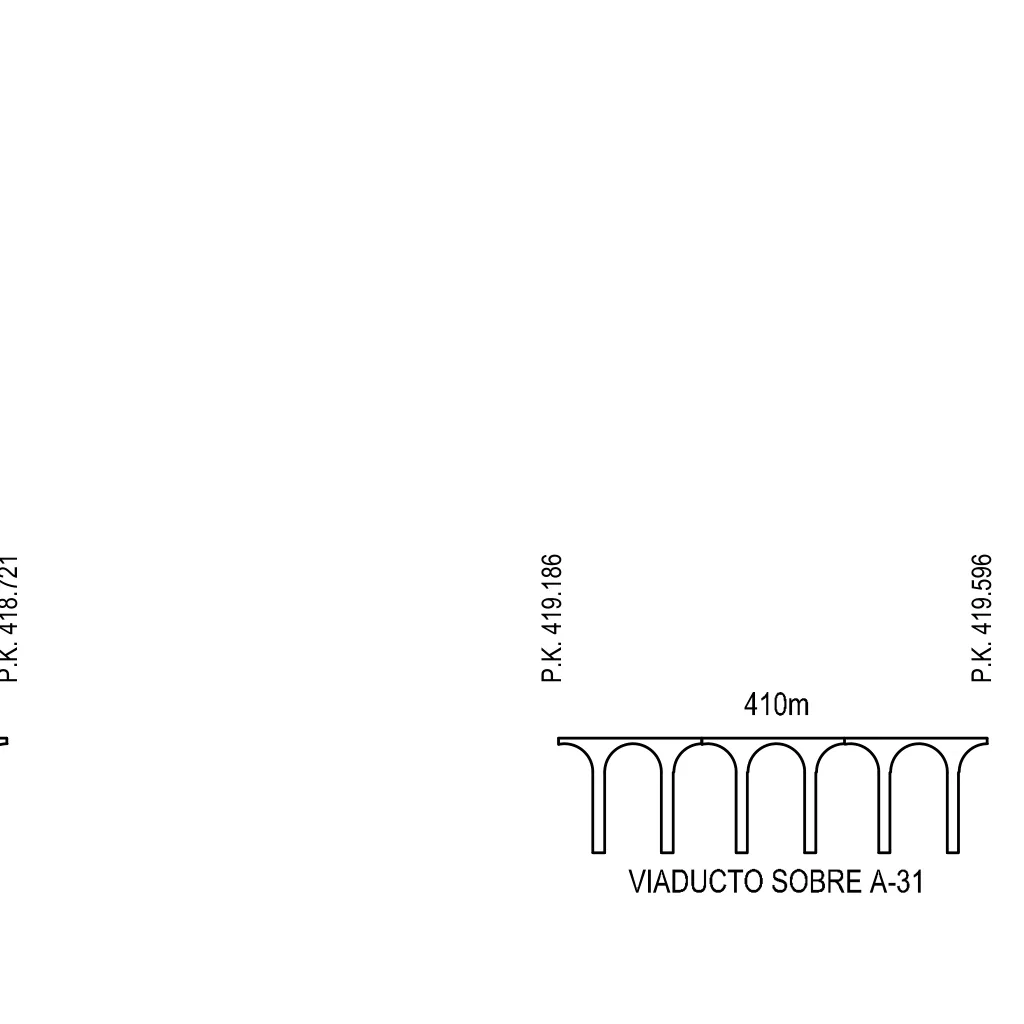 P.K. 418.721
P.K. 419.186
P.K. 419.596
410m
VIADUCTO SOBRE A-31